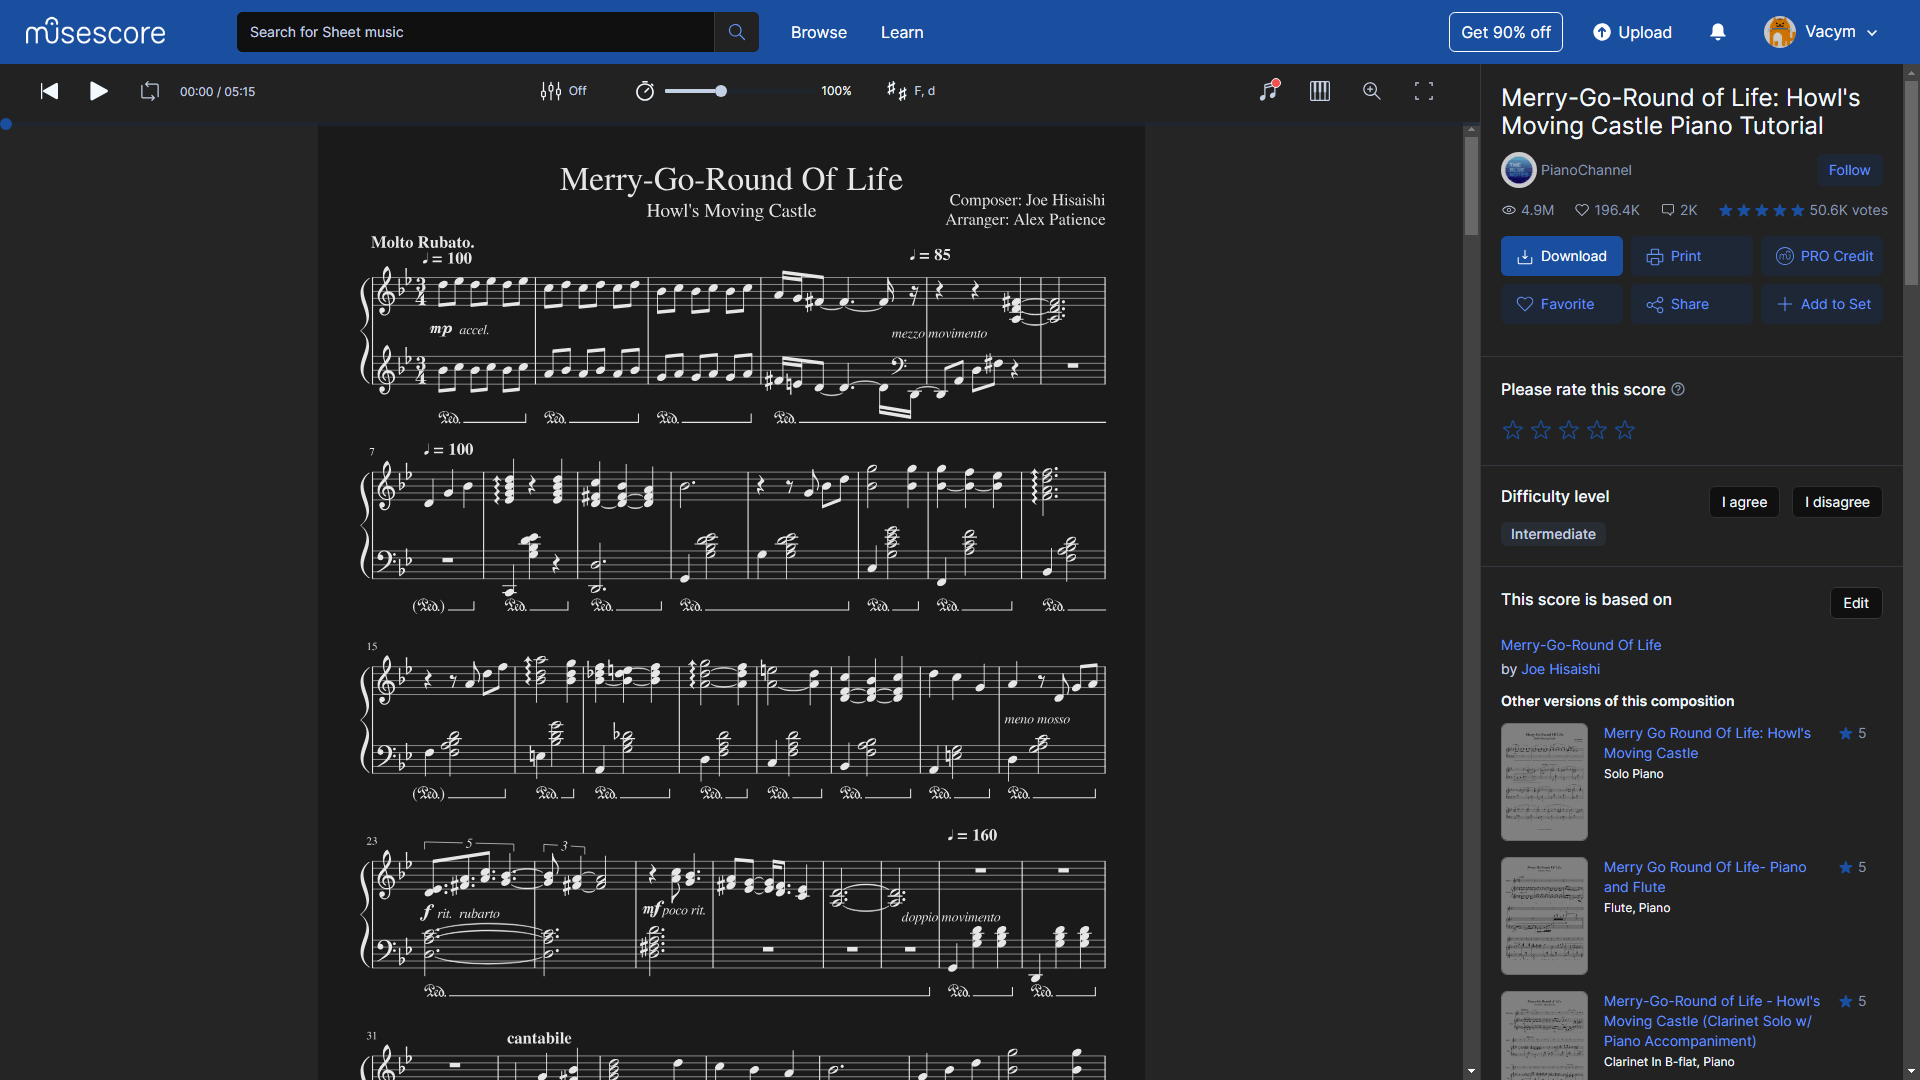 musescore
Search for Sheet music
Browse
Learn
Get 90% off
Upload
Vacym
00:00 / 05:15
Off
100%
F, d
Merry-Go-Round Of Life
Howl's Moving Castle
Composer: Joe Hisaishi
Arranger: Alex Patience
Molto Rubato.
♩ = 100
♩ = 85
mp accel.
mezzo movimento
7
♩ = 100
15
meno mosso
23
5
3
♩ = 160
f rit. rubarto
mf poco rit.
doppio movimento
31
cantabile
Merry-Go-Round of Life: Howl's
Moving Castle Piano Tutorial
PianoChannel
Follow
4.9M
196.4K
2K
50.6K votes
Download
Print
PRO Credit
Favorite
Share
Add to Set
Please rate this score
Difficulty level
I agree
I disagree
Intermediate
This score is based on
Edit
Merry-Go-Round Of Life
by Joe Hisaishi
Other versions of this composition
Merry Go Round Of Life: Howl's
Moving Castle
Solo Piano
5
Merry Go Round Of Life- Piano
and Flute
Flute, Piano
5
Merry-Go-Round of Life - Howl's
Moving Castle (Clarinet Solo w/
Piano Accompaniment)
Clarinet In B-flat, Piano
5